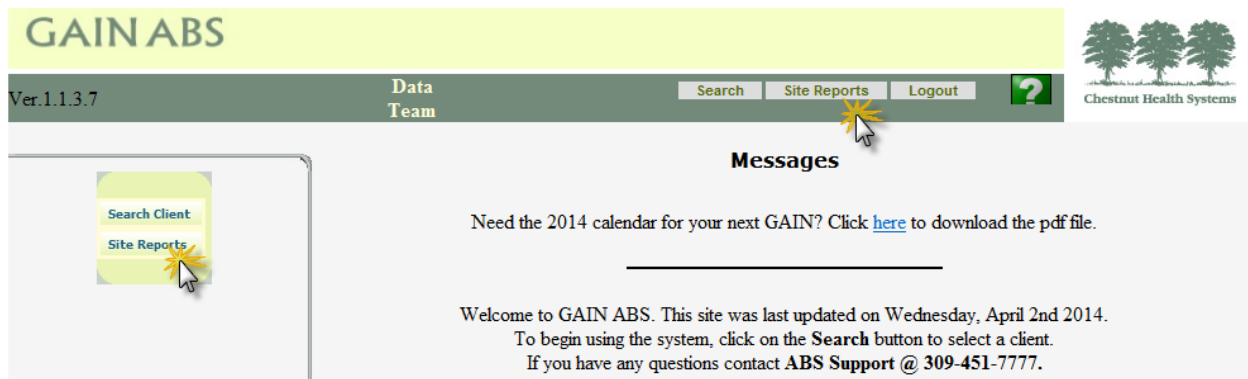 GAIN ABS
Ver.1.1.3.7
Data
Team
Search
Site Reports
Logout
?
Chestnut Health Systems
Search Client
Site Reports
Messages
Need the 2014 calendar for your next GAIN? Click here to download the pdf file.
Welcome to GAIN ABS. This site was last updated on Wednesday, April 2nd 2014.
To begin using the system, click on the Search button to select a client.
If you have any questions contact ABS Support @ 309-451-7777.